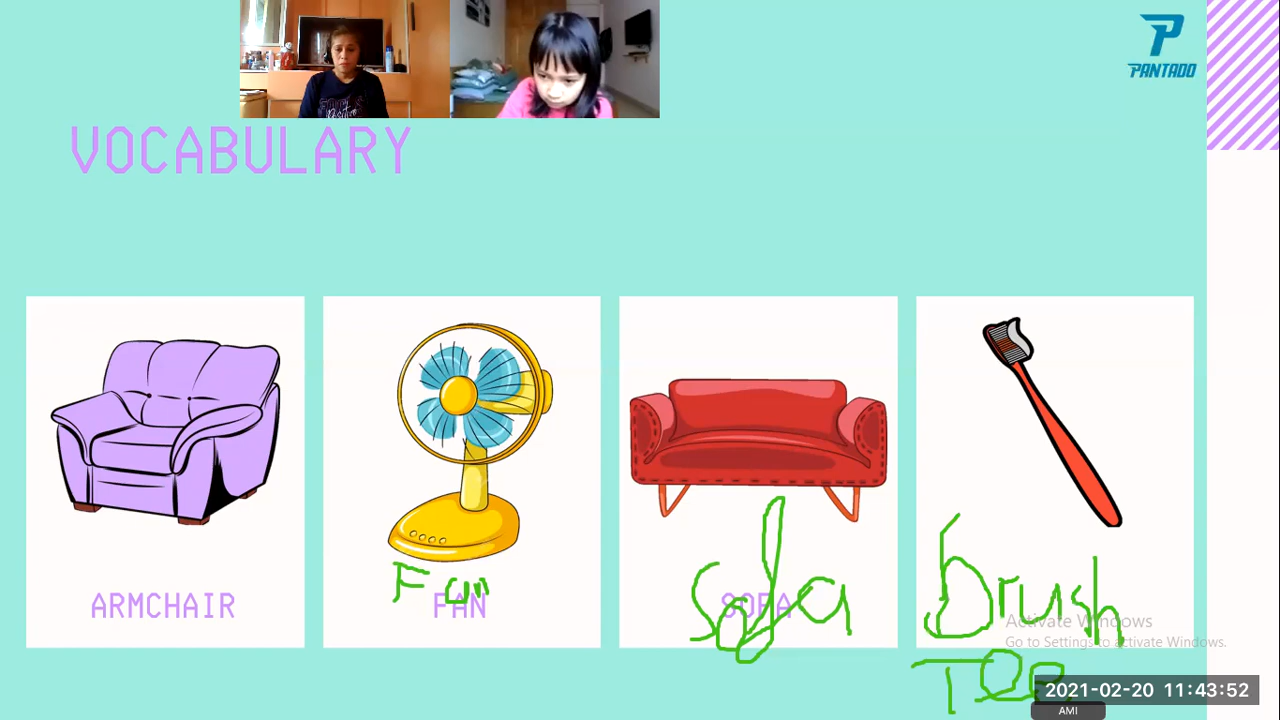 PANTADO
VOCABULARY
ARMCHAIR
FAN
Fan
SOFA
sofa
brush
Activate Windows
Go to Settings to activate Windows.
2021-02-20 11:43:52
AMI